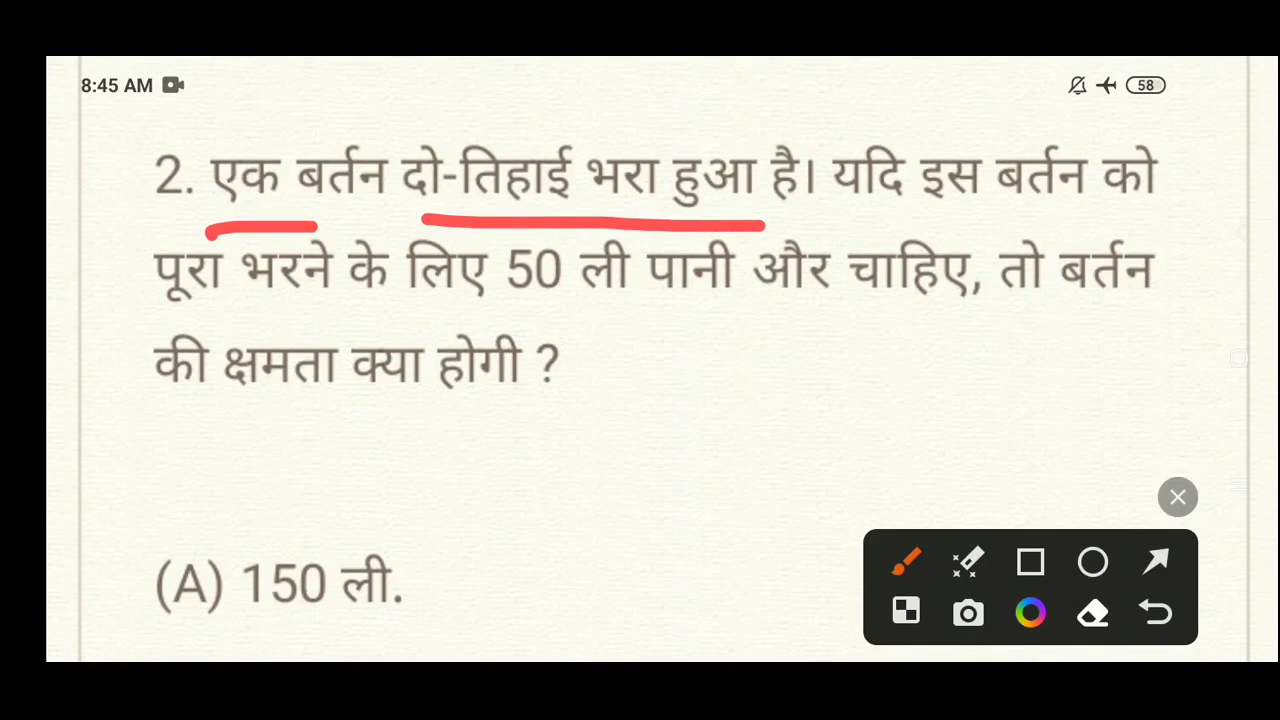 8:45 AM
58
2. एक बर्तन दो-तिहाई भरा हुआ है। यदि इस बर्तन को
पूरा भरने के लिए 50 ली पानी और चाहिए, तो बर्तन
की क्षमता क्या होगी ?
(A) 150 ली.